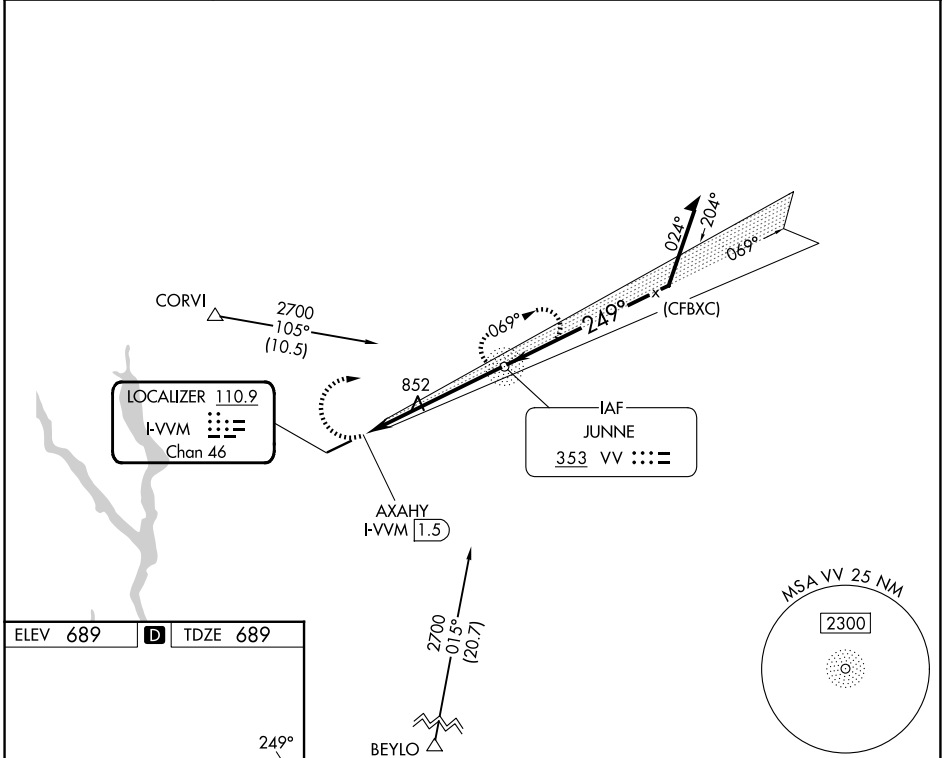 024°
204°
069°
(CFBXC)
249°
069°
CORVI
2700
105°
(10.5)
852
LOCALIZER 110.9
I-VVM
Chan 46
IAF
JUNNE
353 VV
AXAHY
I-VVM 1.5
MSA VV 25 NM
2300
2700
015°
(20.7)
BEYLO
ELEV 689 D TDZE 689
249°